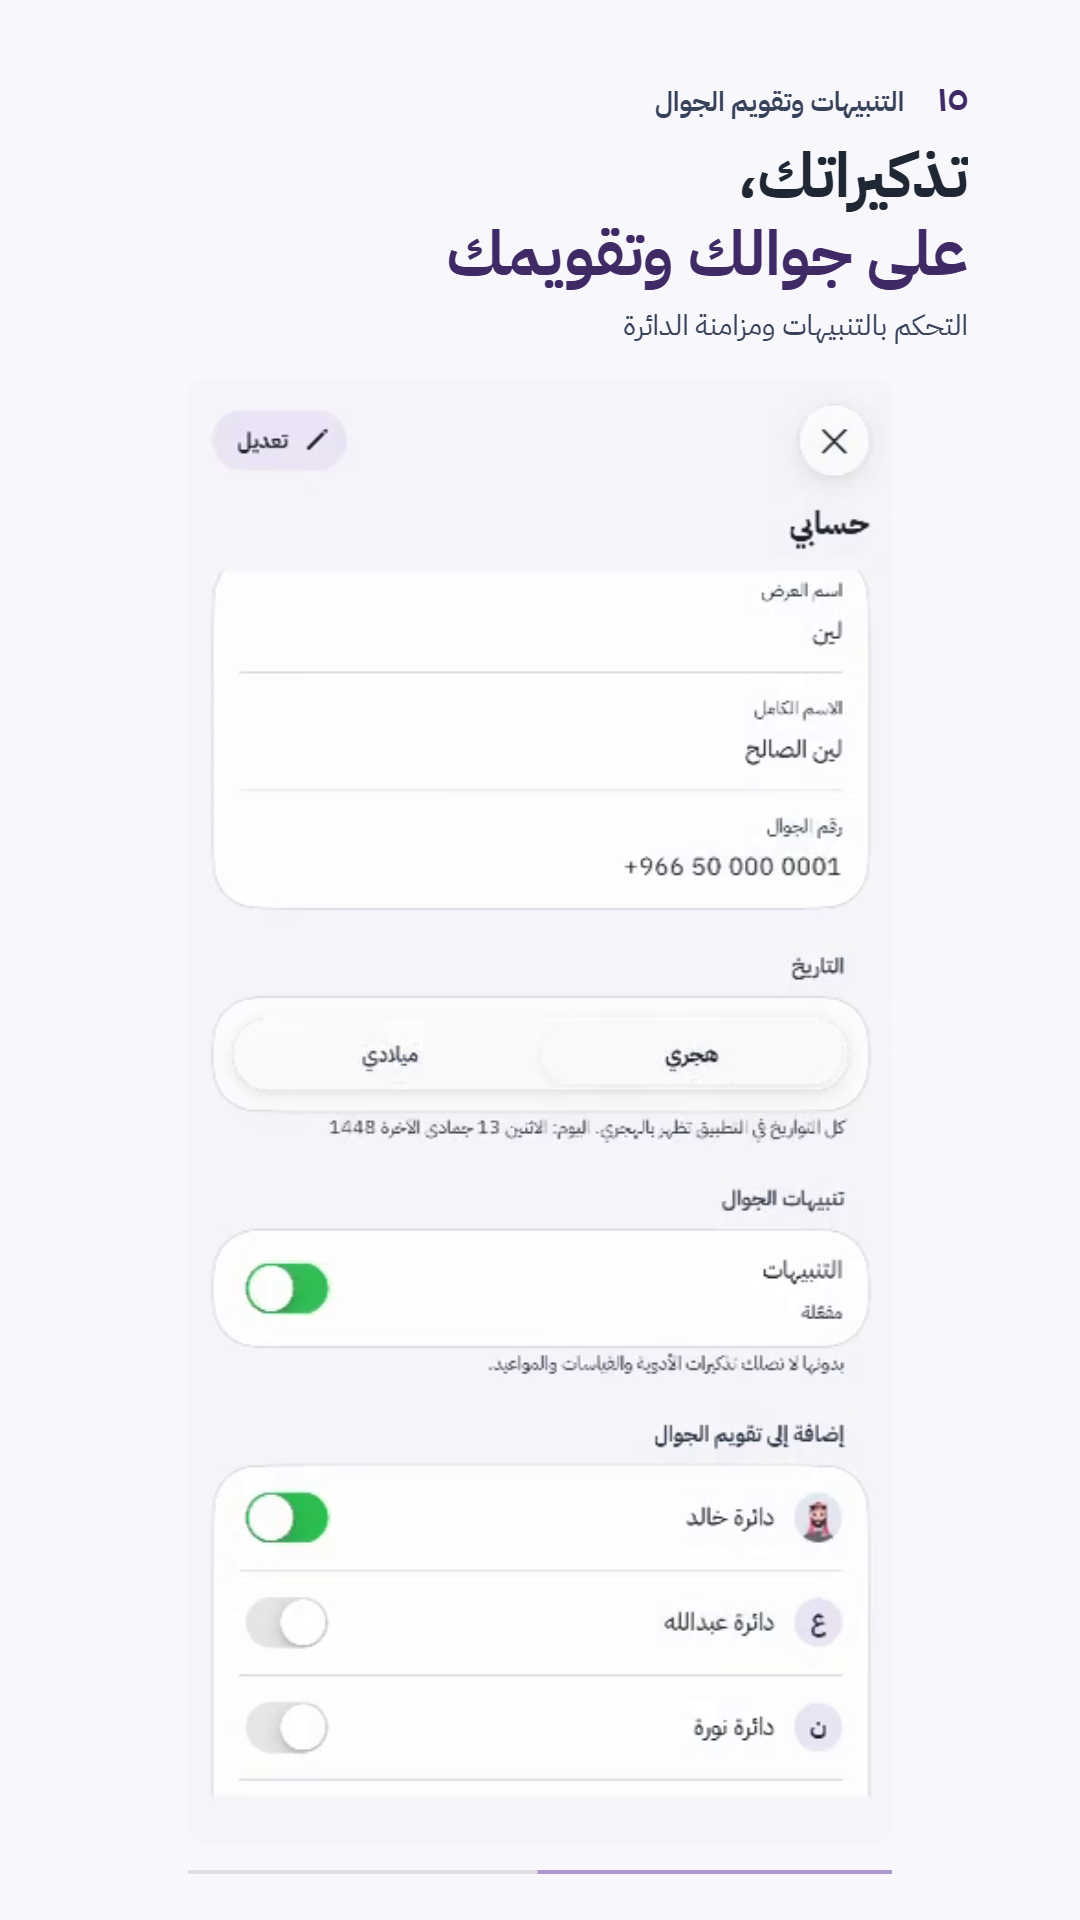 ١٥ التنبيهات وتقويم الجوال
تذكيراتك،
على جوالك وتقويمك
التحكم بالتنبيهات ومزامنة الدائرة
تعديل
حسابي
اسم العرض
لين
الاسم الكامل
لين الصالح
رقم الجوال
+966 50 000 0001
التاريخ
هجري
ميلادي
كل التواريخ في التطبيق تظهر بالهجري. اليوم: الاثنين 13 جمادى الآخرة 1448
تنبيهات الجوال
التنبيهات
مفعّلة
بدونها لا تصلك تذكيرات الأدوية والقياسات والمواعيد.
إضافة إلى تقويم الجوال
دائرة خالد
ع دائرة عبدالله
ن دائرة نورة